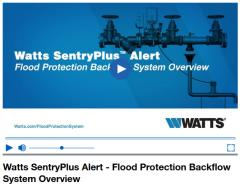 Watts SentryPlus™ Alert
Flood Protection Backflow System Overview
Watts.com/FloodProtectionSystem
WATTS®
Watts SentryPlus Alert - Flood Protection Backflow
System Overview